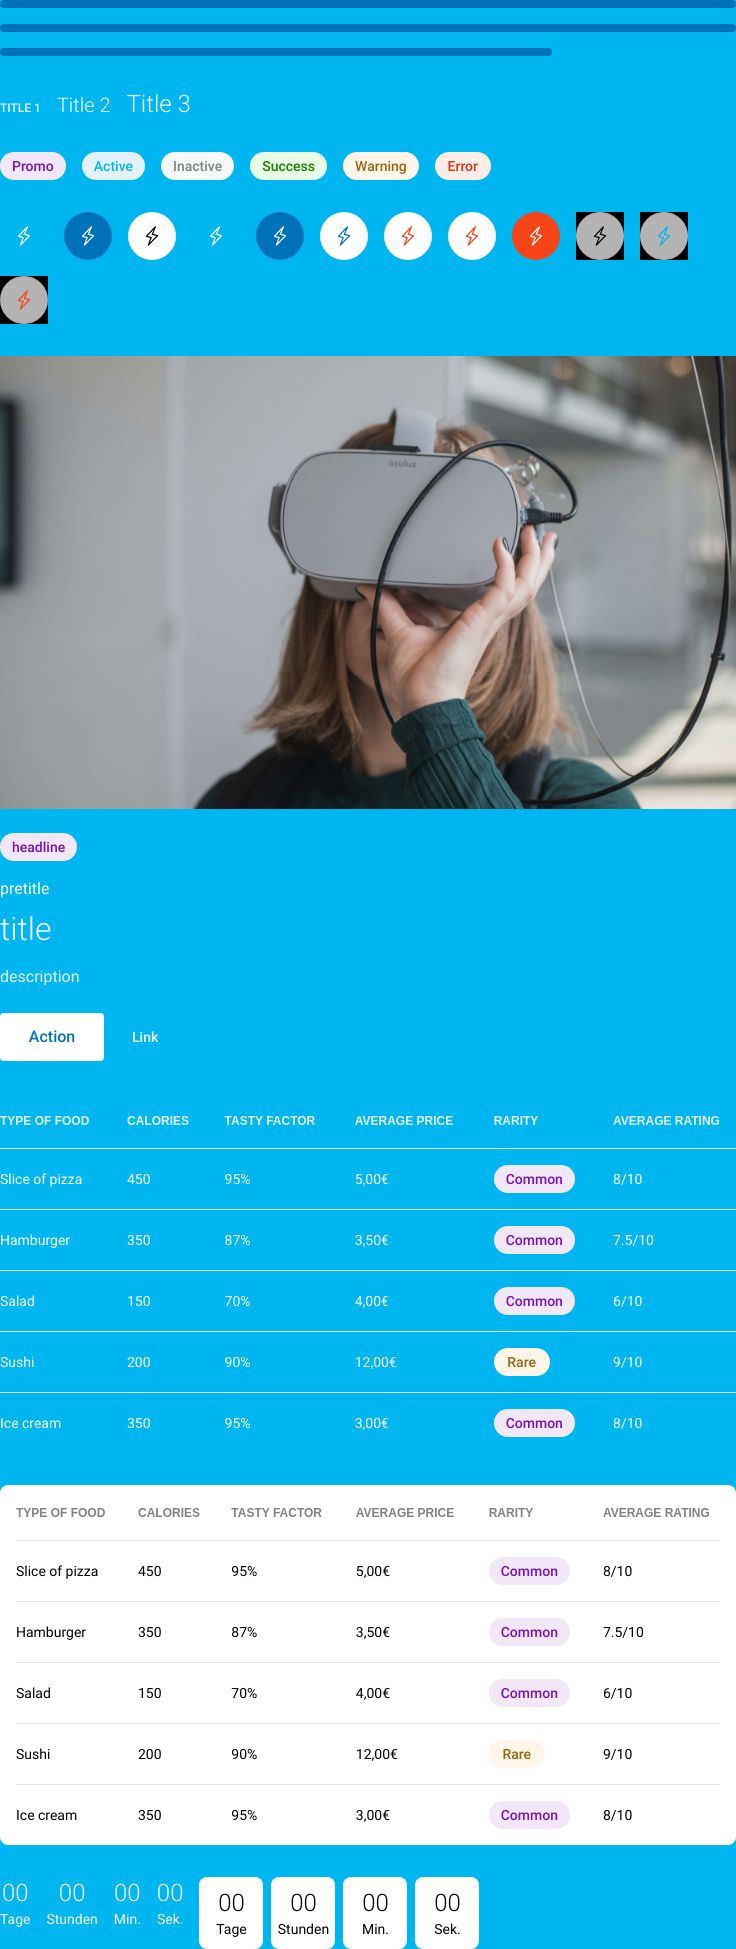 TITLE 1 Title 2 Title 3
Promo Active Inactive Success Warning Error
oculus
headline
pretitle
title
description
Action Link
TYPE OF FOOD CALORIES TASTY FACTOR AVERAGE PRICE RARITY AVERAGE RATING
Slice of pizza 450 95% 5,00€ Common 8/10
Hamburger 350 87% 3,50€ Common 7.5/10
Salad 150 70% 4,00€ Common 6/10
Sushi 200 90% 12,00€ Rare 9/10
Ice cream 350 95% 3,00€ Common 8/10
TYPE OF FOOD CALORIES TASTY FACTOR AVERAGE PRICE RARITY AVERAGE RATING
Slice of pizza 450 95% 5,00€ Common 8/10
Hamburger 350 87% 3,50€ Common 7.5/10
Salad 150 70% 4,00€ Common 6/10
Sushi 200 90% 12,00€ Rare 9/10
Ice cream 350 95% 3,00€ Common 8/10
00 00 00 00 00 00 00 00
Tage Stunden Min. Sek. Tage Stunden Min. Sek.